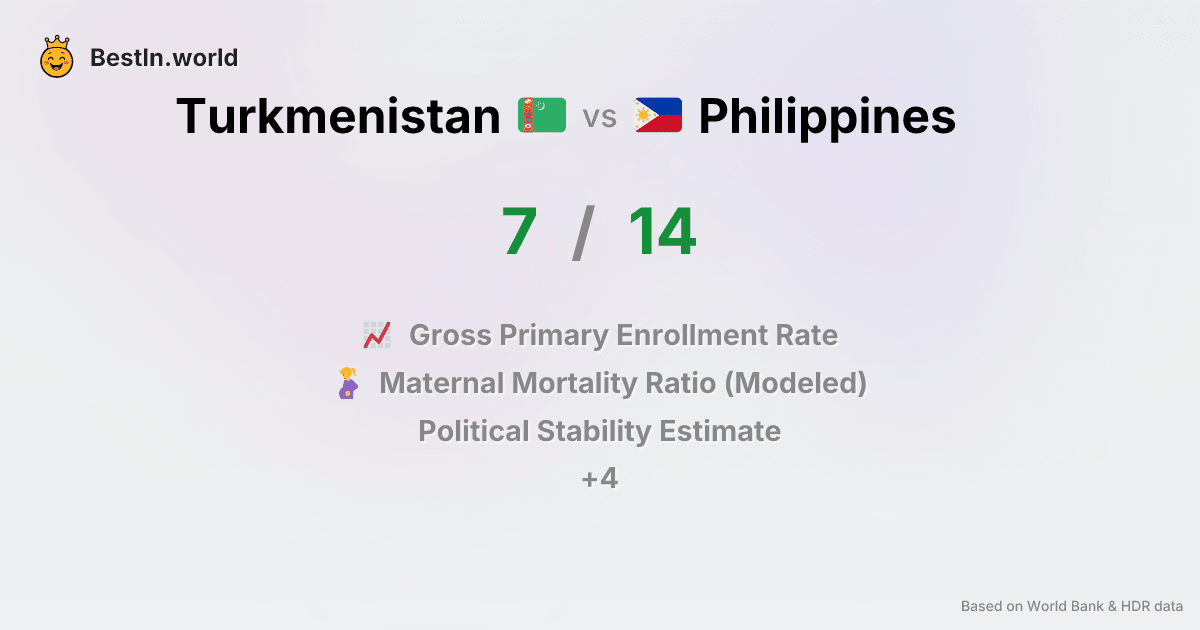 BestIn.world
Turkmenistan vs Philippines
7 / 14
Gross Primary Enrollment Rate
Maternal Mortality Ratio (Modeled)
Political Stability Estimate
+4
Based on World Bank & HDR data